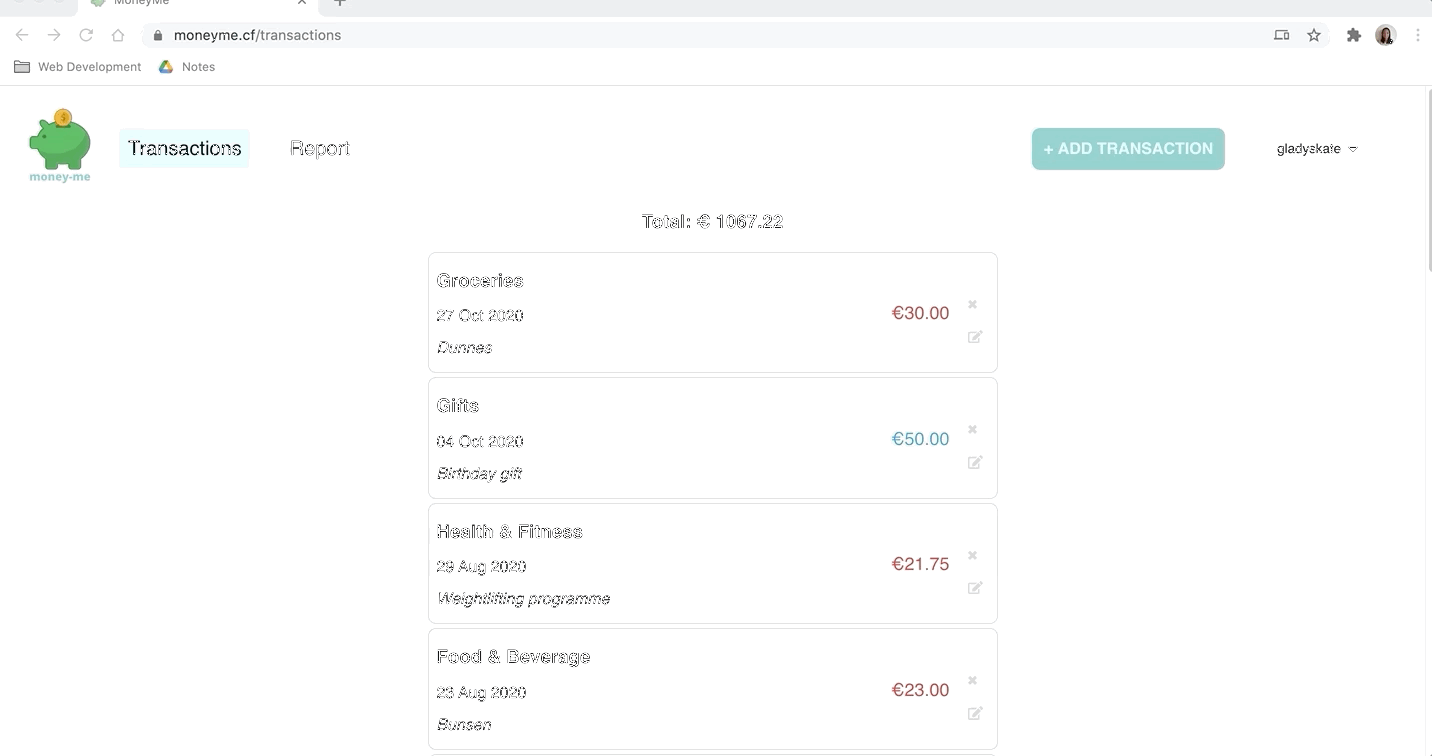 MoneyMe
moneyme.cf/transactions
Web Development Notes
money-me
Transactions Report
+ ADD TRANSACTION
gladyskate
Total: € 1067.22
Groceries
27 Oct 2020
Dunnes
€30.00
Gifts
04 Oct 2020
Birthday gift
€50.00
Health & Fitness
29 Aug 2020
Weightlifting programme
€21.75
Food & Beverage
23 Aug 2020
Bunsen
€23.00